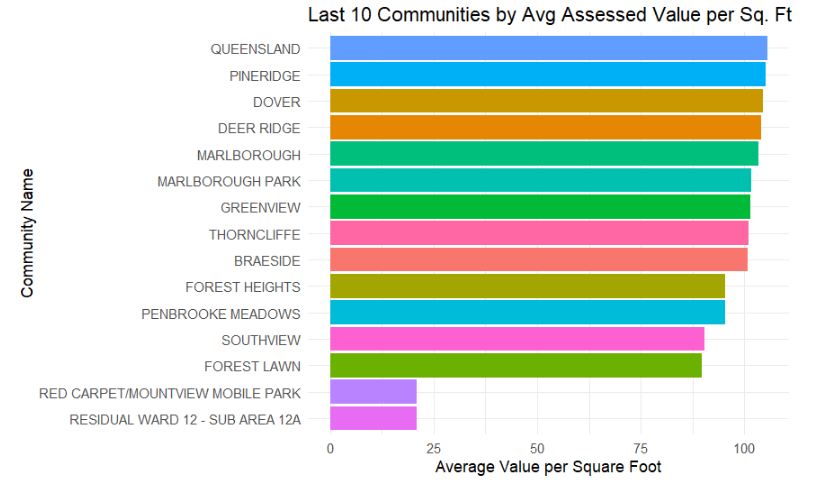 Last 10 Communities by Avg Assessed Value per Sq. Ft
Community Name
QUEENSLAND
PINERIDGE
DOVER
DEER RIDGE
MARLBOROUGH
MARLBOROUGH PARK
GREENVIEW
THORNCLIFFE
BRAESIDE
FOREST HEIGHTS
PENBROOKE MEADOWS
SOUTHVIEW
FOREST LAWN
RED CARPET/MOUNTVIEW MOBILE PARK
RESIDUAL WARD 12 - SUB AREA 12A
0 25 50 75 100
Average Value per Square Foot